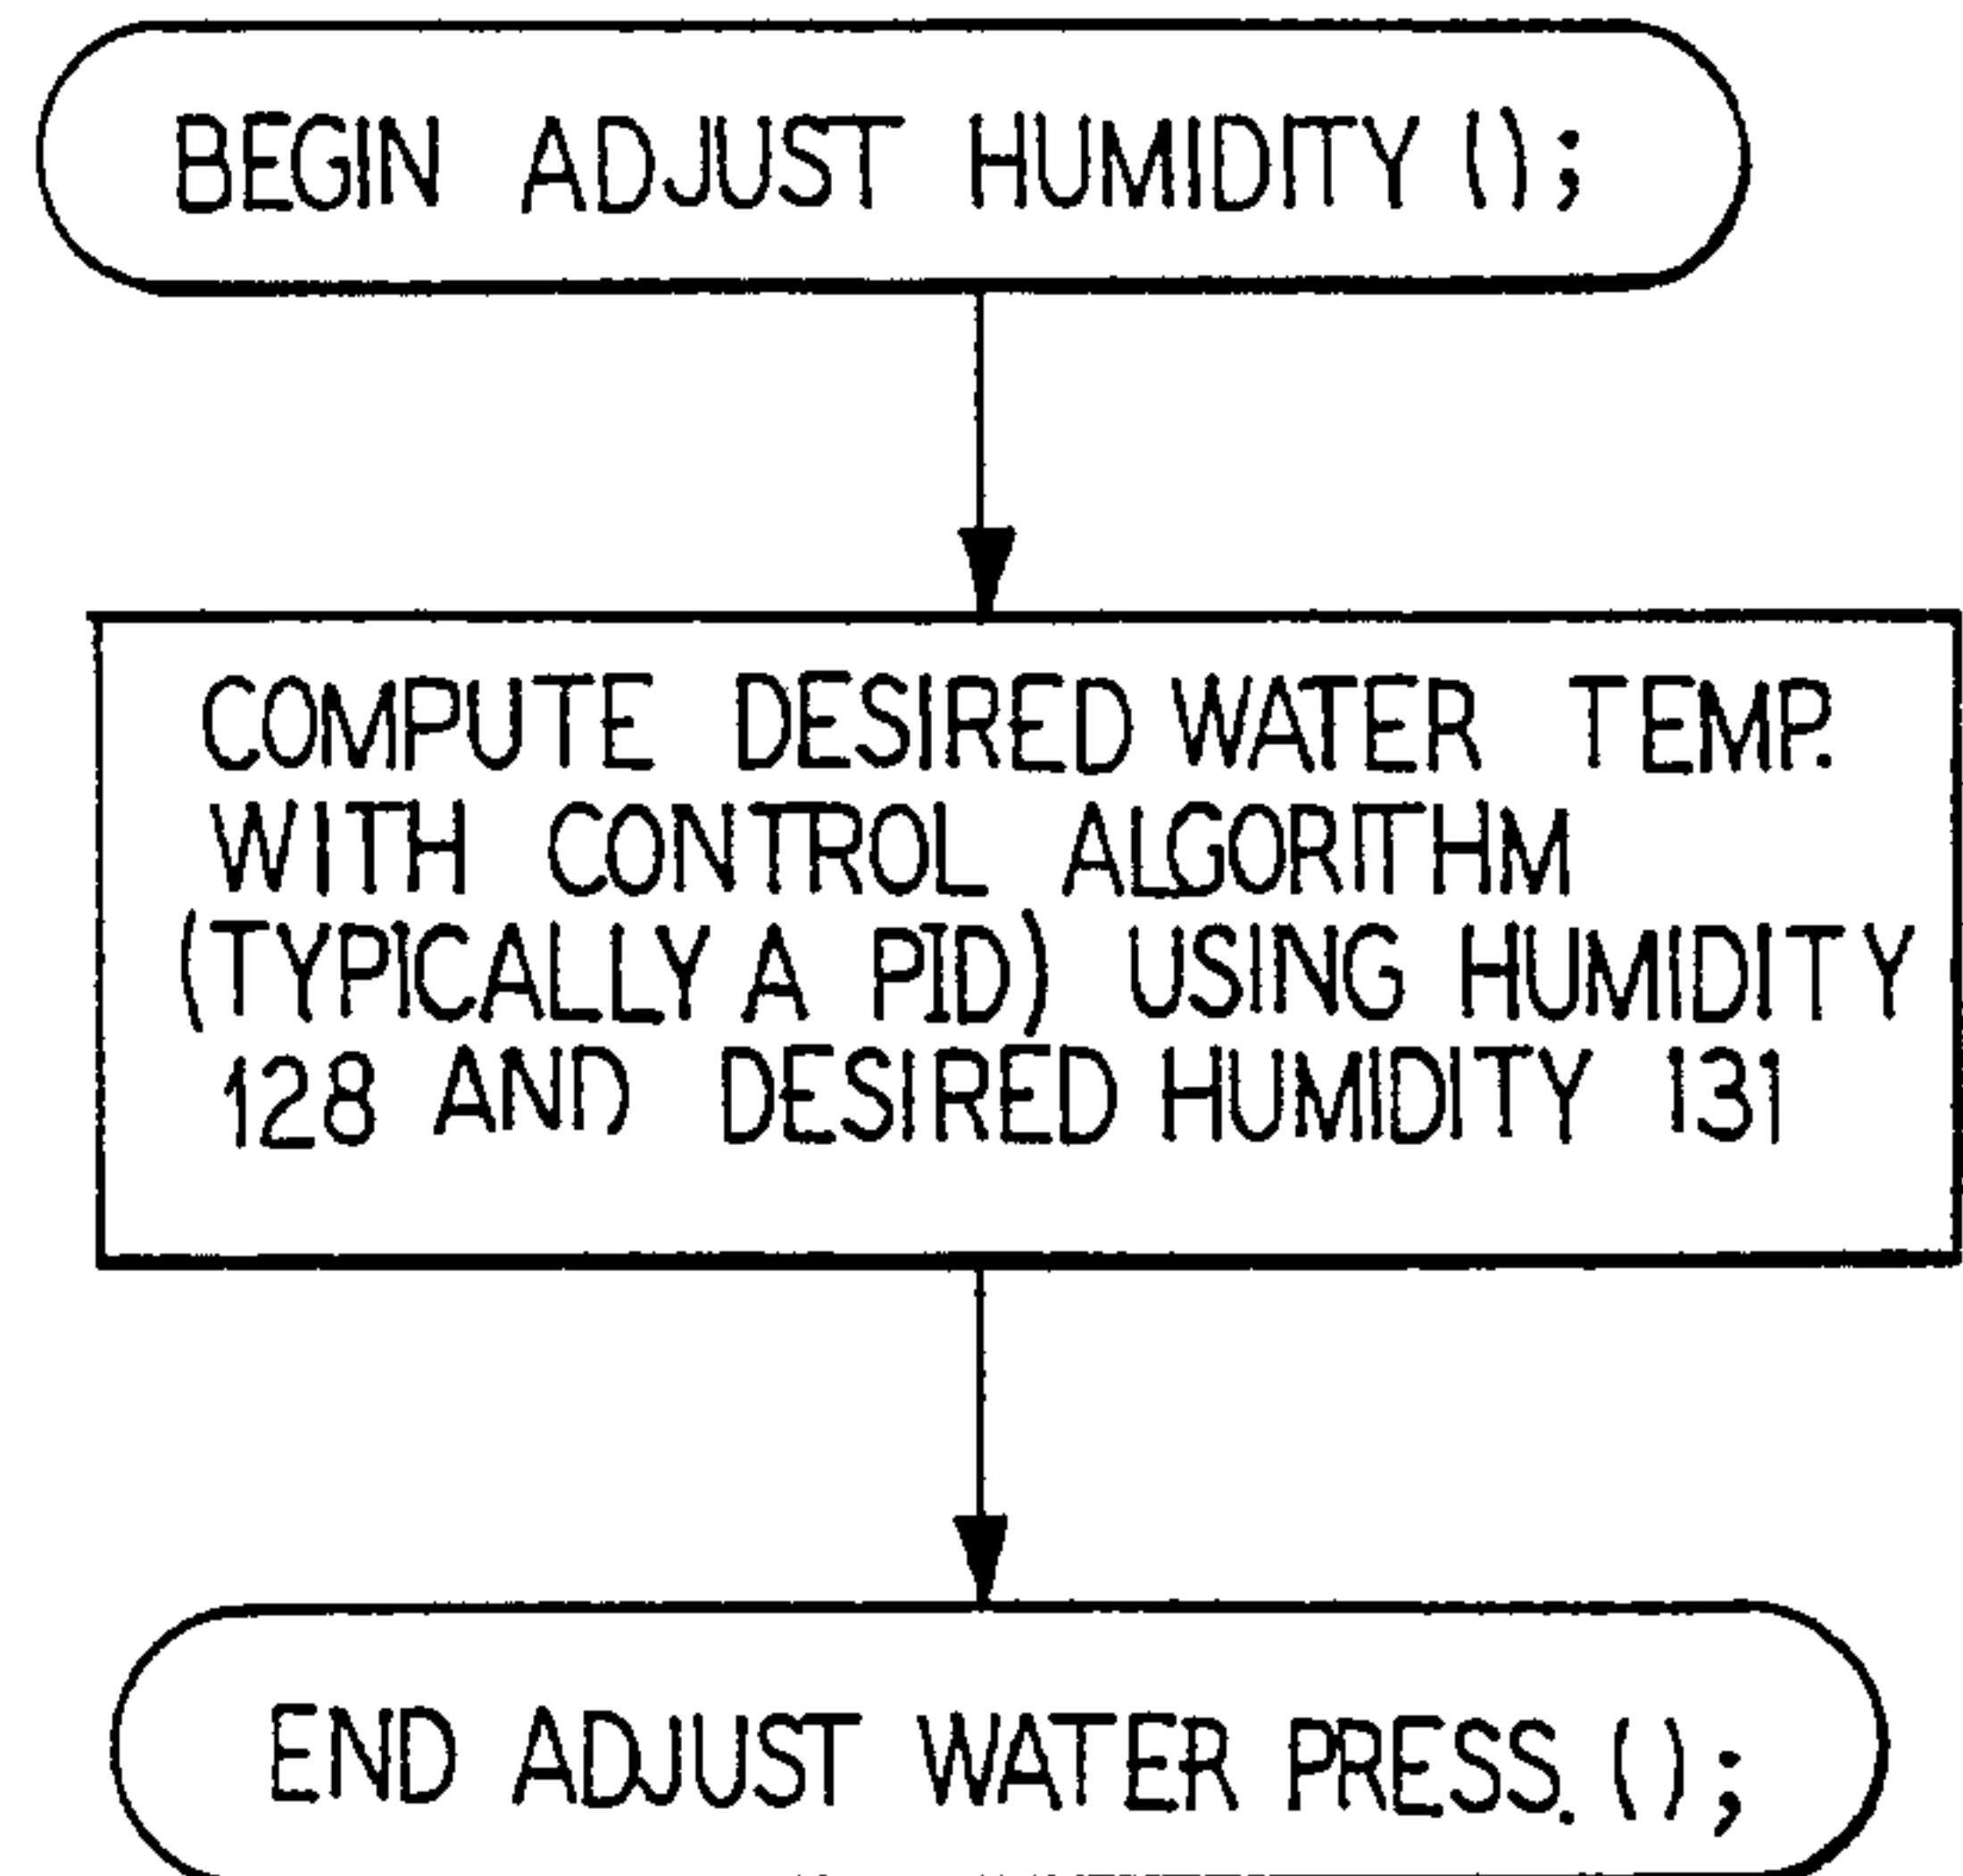 BEGIN ADJUST HUMIDITY ();
COMPUTE DESIRED WATER TEMP.
WITH CONTROL ALGORITHM
(TYPICALLY A PID) USING HUMIDITY
128 AND DESIRED HUMIDITY 131
END ADJUST WATER PRESS. ();